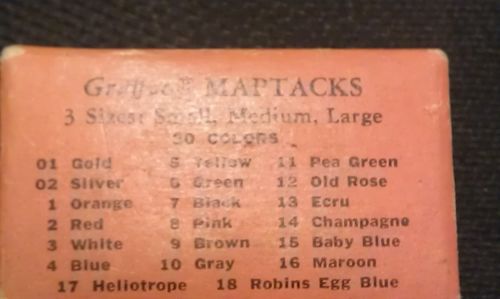 Graffco MAPTACKS
3 Sizes: Small, Medium, Large
30 COLORS
01 Gold 5 Yellow 11 Pea Green
02 Silver 6 Green 12 Old Rose
1 Orange 7 Black 13 Ecru
2 Red 8 Pink 14 Champagne
3 White 9 Brown 15 Baby Blue
4 Blue 10 Gray 16 Maroon
17 Heliotrope 18 Robins Egg Blue